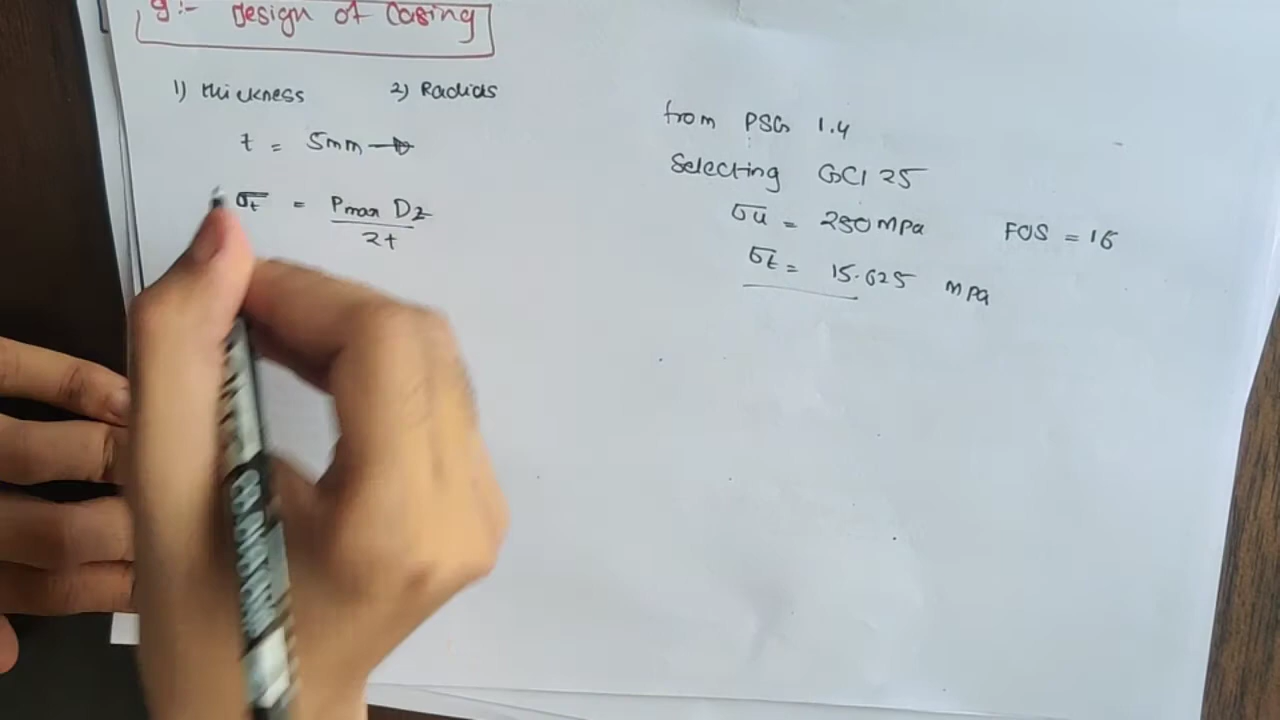 9:- Design of Casing
1) thickness 2) Radius
t = 5mm →
σt = Pmax D2 / 2t
from PSG 1.4
Selecting GCI 25
σu = 250 mpa FOS = 16
σt = 15.625 mpa